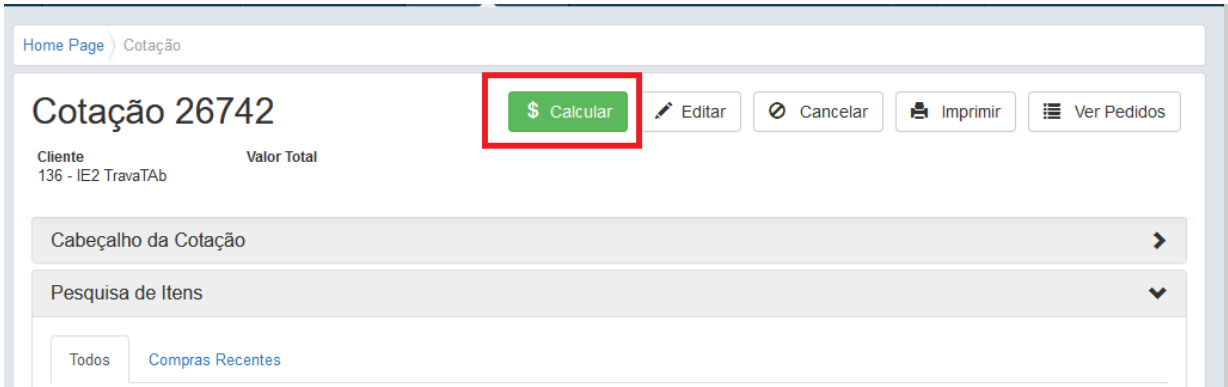 Home Page Cotação
Cotação 26742
$ Calcular Editar Cancelar Imprimir Ver Pedidos
Cliente Valor Total
136 - IE2 TravaTAb
Cabeçalho da Cotação
Pesquisa de Itens
Todos Compras Recentes